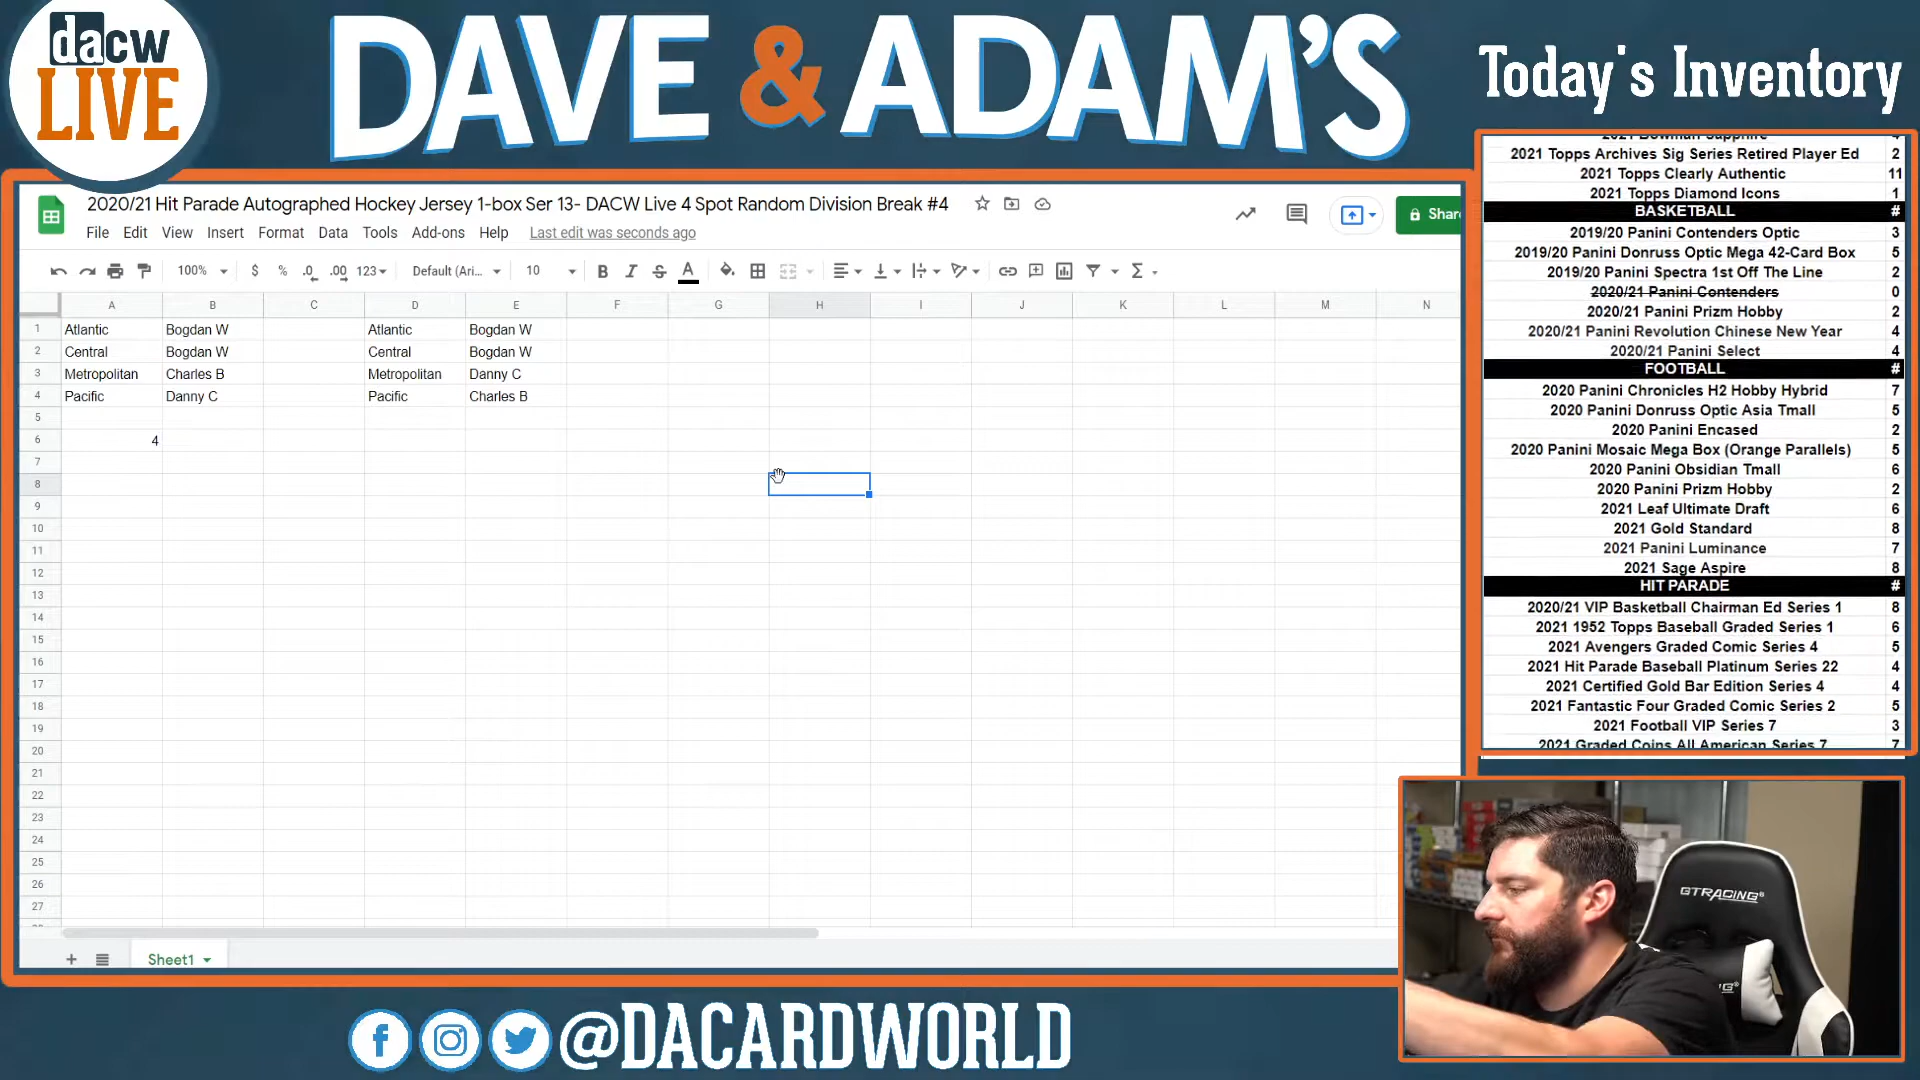 dacw
LIVE
DAVE & ADAM'S
Today's Inventory
2020/21 Hit Parade Autographed Hockey Jersey 1-box Ser 13- DACW Live 4 Spot Random Division Break #4
Share
File Edit View Insert Format Data Tools Add-ons Help Last edit was seconds ago
100% $ % .0 .00 123 Default (Ari... 10 B I S A
A B C D E F G H I J K L M N
1 Atlantic Bogdan W Atlantic Bogdan W
2 Central Bogdan W Central Bogdan W
3 Metropolitan Charles B Metropolitan Danny C
4 Pacific Danny C Pacific Charles B
5
6 4
7
8
9
10
11
12
13
14
15
16
17
18
19
20
21
22
23
24
25
26
27
Sheet1
2021 Bowman Sapphire 4
2021 Topps Archives Sig Series Retired Player Ed 2
2021 Topps Clearly Authentic 11
2021 Topps Diamond Icons 1
BASKETBALL #
2019/20 Panini Contenders Optic 3
2019/20 Panini Donruss Optic Mega 42-Card Box 5
2019/20 Panini Spectra 1st Off The Line 2
2020/21 Panini Contenders 0
2020/21 Panini Prizm Hobby 2
2020/21 Panini Revolution Chinese New Year 4
2020/21 Panini Select 4
FOOTBALL #
2020 Panini Chronicles H2 Hobby Hybrid 7
2020 Panini Donruss Optic Asia Tmall 5
2020 Panini Encased 2
2020 Panini Mosaic Mega Box (Orange Parallels) 5
2020 Panini Obsidian Tmall 6
2020 Panini Prizm Hobby 2
2021 Leaf Ultimate Draft 6
2021 Gold Standard 8
2021 Panini Luminance 7
2021 Sage Aspire 8
HIT PARADE #
2020/21 VIP Basketball Chairman Ed Series 1 8
2021 1952 Topps Baseball Graded Series 1 6
2021 Avengers Graded Comic Series 4 5
2021 Hit Parade Baseball Platinum Series 22 4
2021 Certified Gold Bar Edition Series 4 4
2021 Fantastic Four Graded Comic Series 2 5
2021 Football VIP Series 7 3
2021 Graded Coins All American Series 7 7
GTRACING
@DACARDWORLD